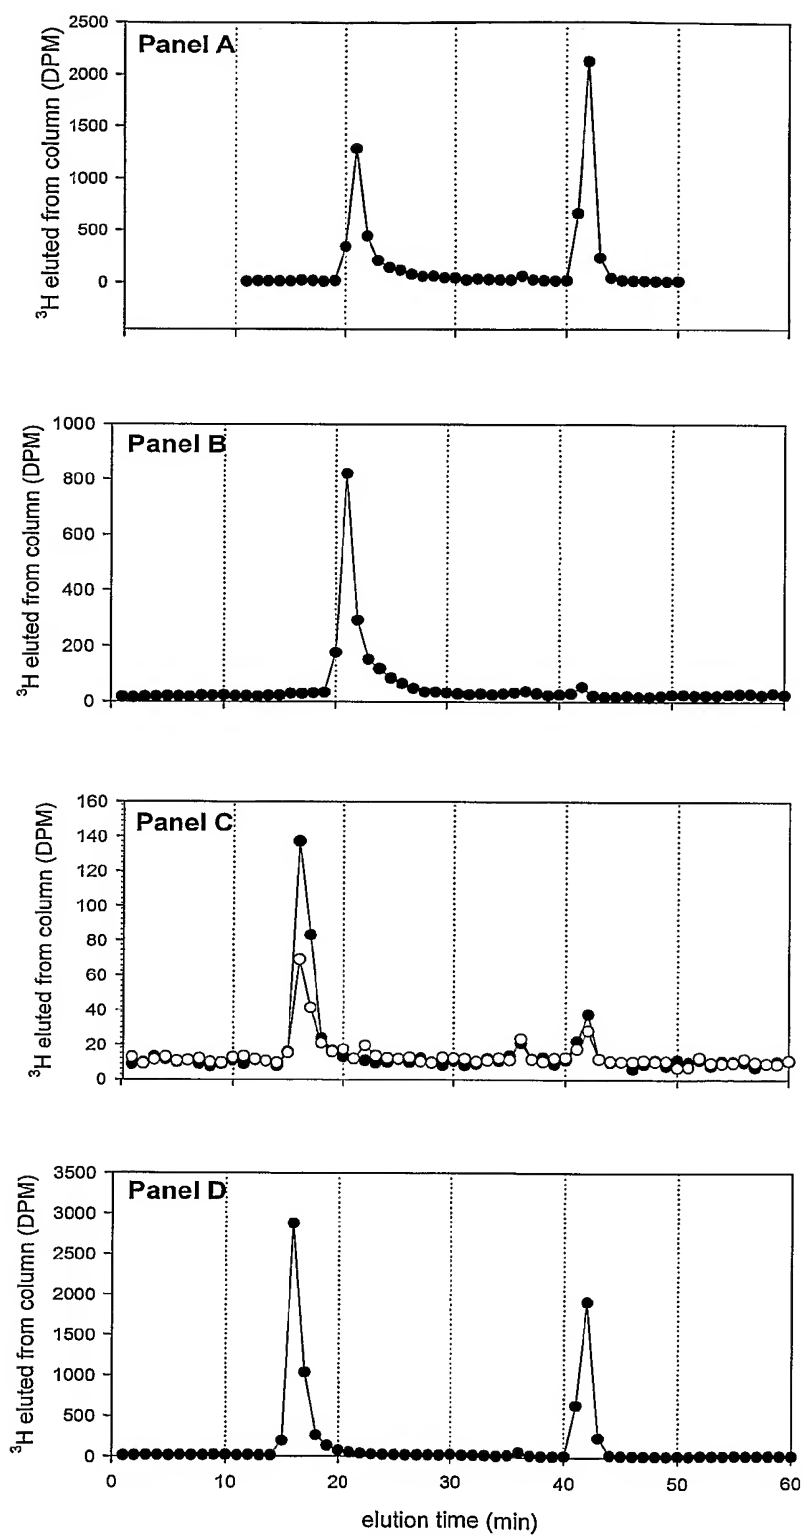 Panel A
³H eluted from column (DPM)
2500
2000
1500
1000
500
0
Panel B
³H eluted from column (DPM)
1000
800
600
400
200
0
Panel C
³H eluted from column (DPM)
160
140
120
100
80
60
40
20
0
Panel D
³H eluted from column (DPM)
3500
3000
2500
2000
1500
1000
500
0
0 10 20 30 40 50 60
elution time (min)